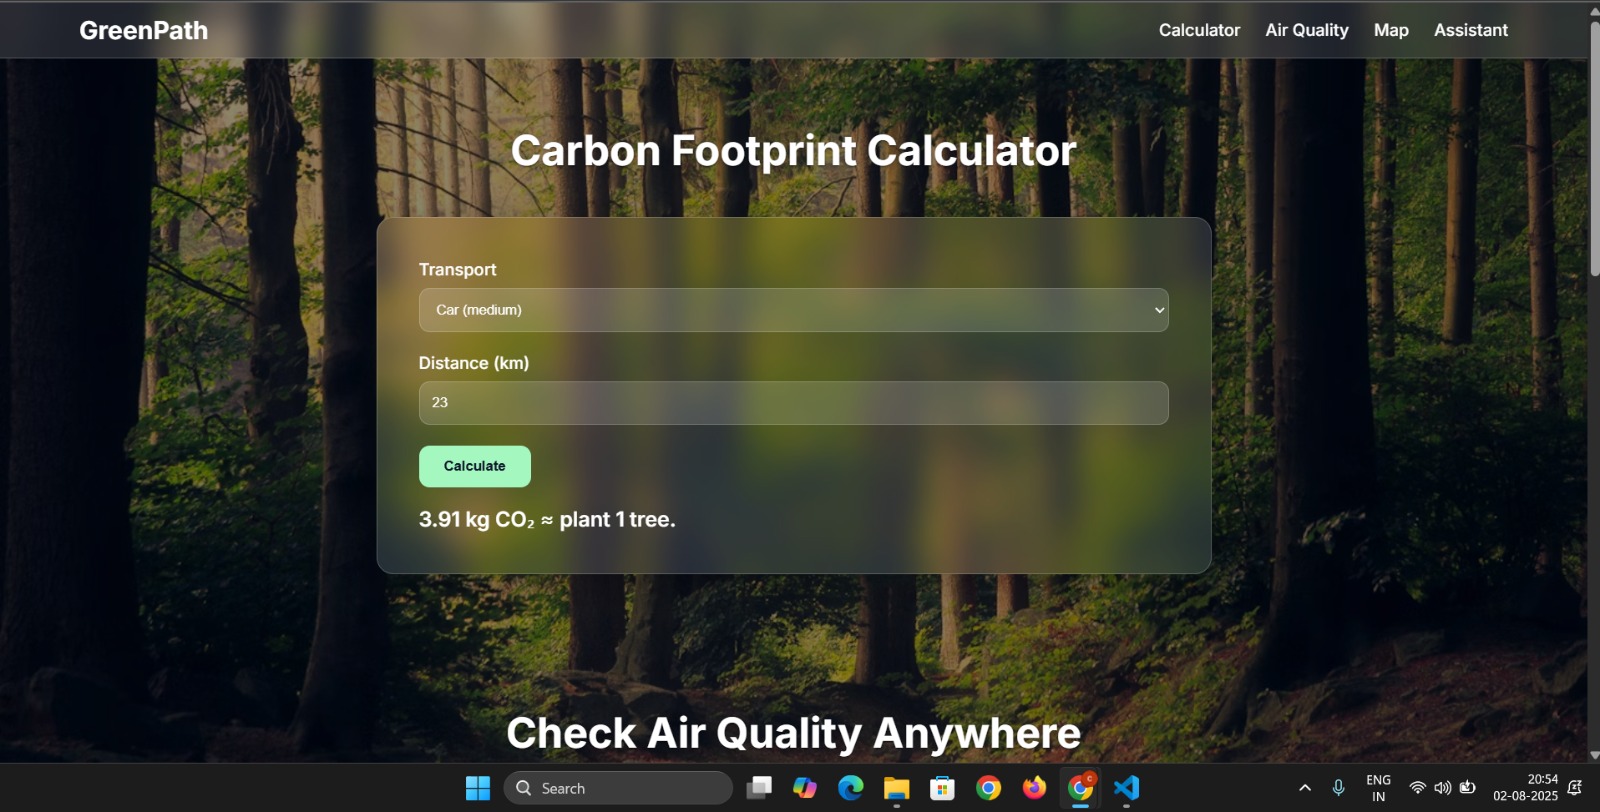 GreenPath
Calculator Air Quality Map Assistant
Carbon Footprint Calculator
Transport
Car (medium)
Distance (km)
23
Calculate
3.91 kg CO₂ ≈ plant 1 tree.
Check Air Quality Anywhere
Search
C
ENG
IN
20:54
02-08-2025